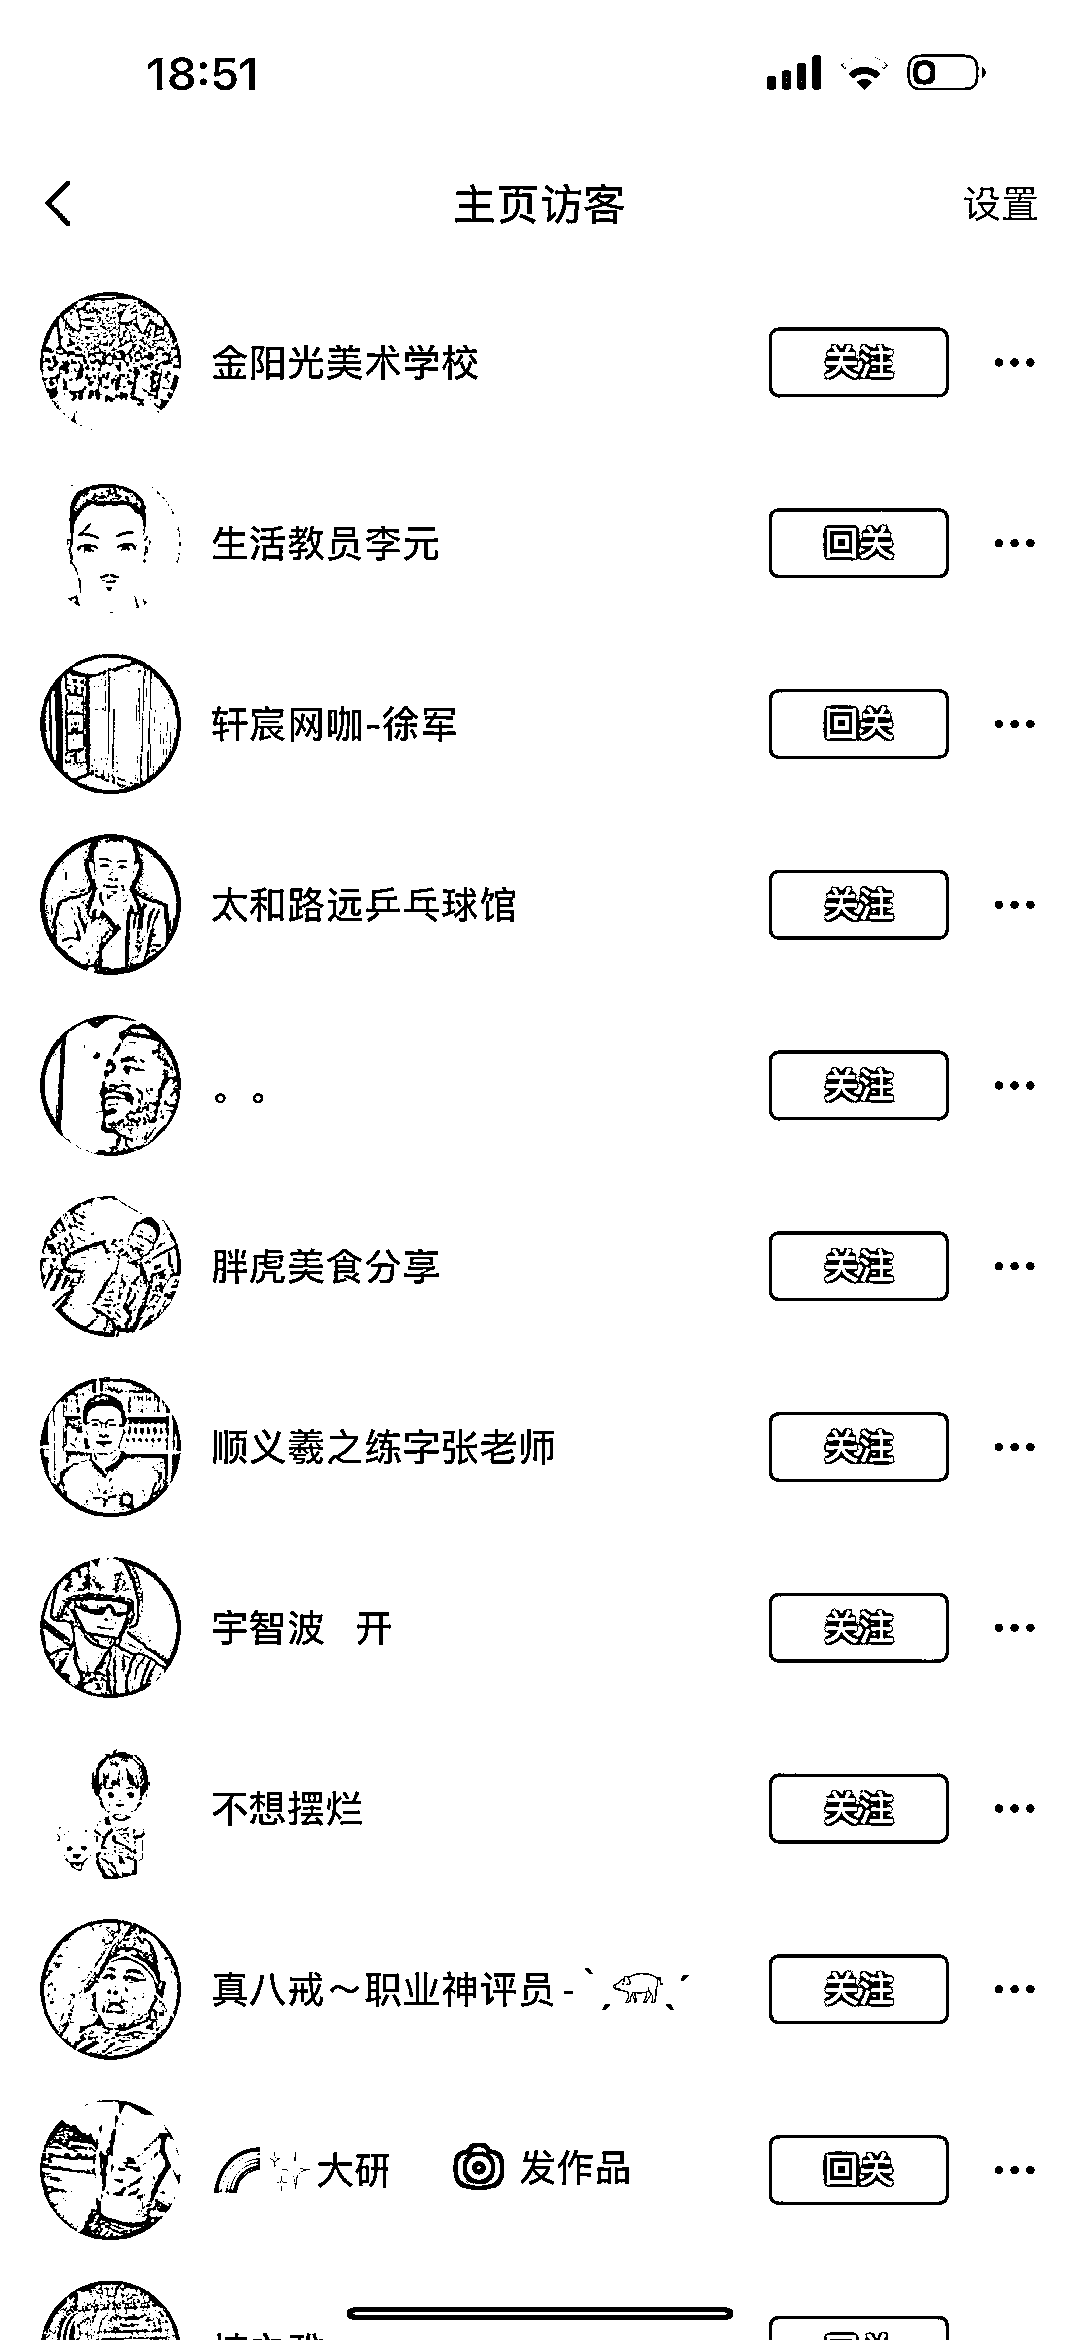 18:51
主页访客
设置
金阳光美术学校
关注
生活教员李元
回关
轩宸网咖-徐军
回关
太和路远乒乓球馆
关注
。。
关注
胖虎美食分享
关注
顺义羲之练字张老师
关注
宇智波 开
关注
不想摆烂
关注
真八戒～职业神评员 - ˋ🐖ˊ
关注
🌈✨大研 发作品
回关